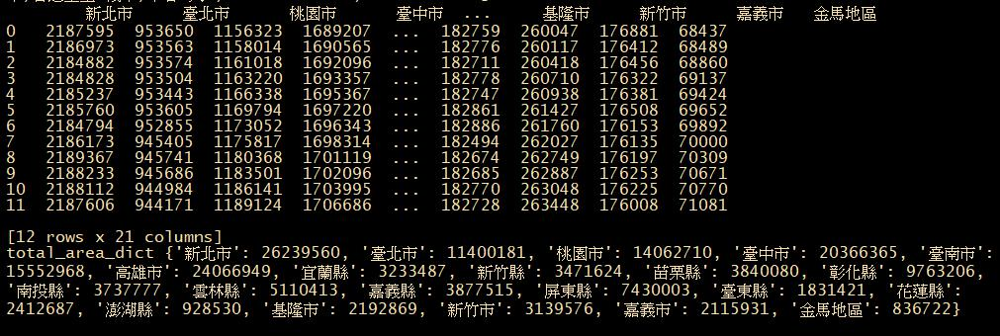 新北市 臺北市 桃園市 臺中市 ... 基隆市 新竹市 嘉義市 金馬地區
0 2187595 953650 1156323 1689207 ... 182759 260047 176881 68437
1 2186973 953563 1158014 1690565 ... 182776 260117 176412 68489
2 2184882 953574 1161018 1692096 ... 182711 260418 176456 68860
3 2184828 953504 1163220 1693357 ... 182778 260710 176322 69137
4 2185237 953443 1166338 1695367 ... 182747 260938 176381 69424
5 2185760 953605 1169794 1697220 ... 182861 261427 176508 69652
6 2184794 952855 1173052 1696343 ... 182886 261760 176153 69892
7 2186173 945405 1175817 1698314 ... 182494 262027 176135 70000
8 2189367 945741 1180368 1701119 ... 182674 262749 176197 70309
9 2188233 945686 1183501 1702096 ... 182685 262887 176253 70671
10 2188112 944984 1186141 1703995 ... 182770 263048 176225 70770
11 2187606 944171 1189124 1706686 ... 182728 263448 176008 71081
[12 rows x 21 columns]
total_area_dict {'新北市': 26239560, '臺北市': 11400181, '桃園市': 14062710, '臺中市': 20366365, '臺南市':
15552968, '高雄市': 24066949, '宜蘭縣': 3233487, '新竹縣': 3471624, '苗栗縣': 3840080, '彰化縣': 9763206,
'南投縣': 3737777, '雲林縣': 5110413, '嘉義縣': 3877515, '屏東縣': 7430003, '臺東縣': 1831421, '花蓮縣':
2412687, '澎湖縣': 928530, '基隆市': 2192869, '新竹市': 3139576, '嘉義市': 2115931, '金馬地區': 836722}